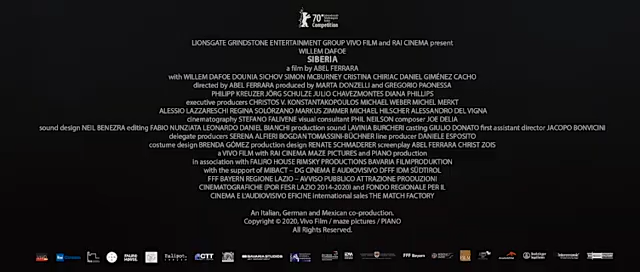 70
Competition
LIONSGATE GRINDSTONE ENTERTAINMENT GROUP VIVO FILM and RAI CINEMA present
WILLEM DAFOE
SIBERIA
a film by ABEL FERRARA
with WILLEM DAFOE DOUNIA SICHOV SIMON MCBURNEY CRISTINA CHIRIAC DANIEL GIMÉNEZ CACHO
directed by ABEL FERRARA produced by MARTA DONZELLI and GREGORIO PAONESSA
PHILIPP KREUZER JÖRG SCHULZE JULIO CHAVEZMONTES DIANA PHILLIPS
executive producers CHRISTOS V. KONSTANTAKOPOULOS MICHAEL WEBER MICHEL MERKT
ALESSIO LAZZARESCHI REGINA SOLÓRZANO MARKUS ZIMMER MICHAEL HILSCHER ALESSANDRO DEL VIGNA
cinematography STEFANO FALIVENE visual consultant PHIL NEILSON composer JOE DELIA
sound design NEIL BENEZRA editing FABIO NUNZIATA LEONARDO DANIEL BIANCHI production sound LAVINIA BURCHERI casting GIULIO DONATO first assistant director JACOPO BONVICINI
delegate producers SERENA ALFIERI BOGDAN TOMASSINI-BÜCHNER line producer DANIELE ESPOSITO
costume design BRENDA GÓMEZ production design RENATE SCHMADERER screenplay ABEL FERRARA CHRIST ZOIS
a VIVO FILM with RAI CINEMA MAZE PICTURES and PIANO production
in association with FALIRO HOUSE RIMSKY PRODUCTIONS BAVARIA FILMPRODUKTION
with the support of MIBACT – DG CINEMA E AUDIOVISIVO DFFF IDM SÜDTIROL
FFF BAYERN REGIONE LAZIO – AVVISO PUBBLICO ATTRAZIONE PRODUZIONI
CINEMATOGRAFICHE (POR FESR LAZIO 2014-2020) and FONDO REGIONALE PER IL
CINEMA E L'AUDIOVISIVO EFICINE international sales THE MATCH FACTORY
An Italian, German and Mexican co-production.
Copyright © 2020, Vivo Film / maze pictures / PIANO
All Rights Reserved.